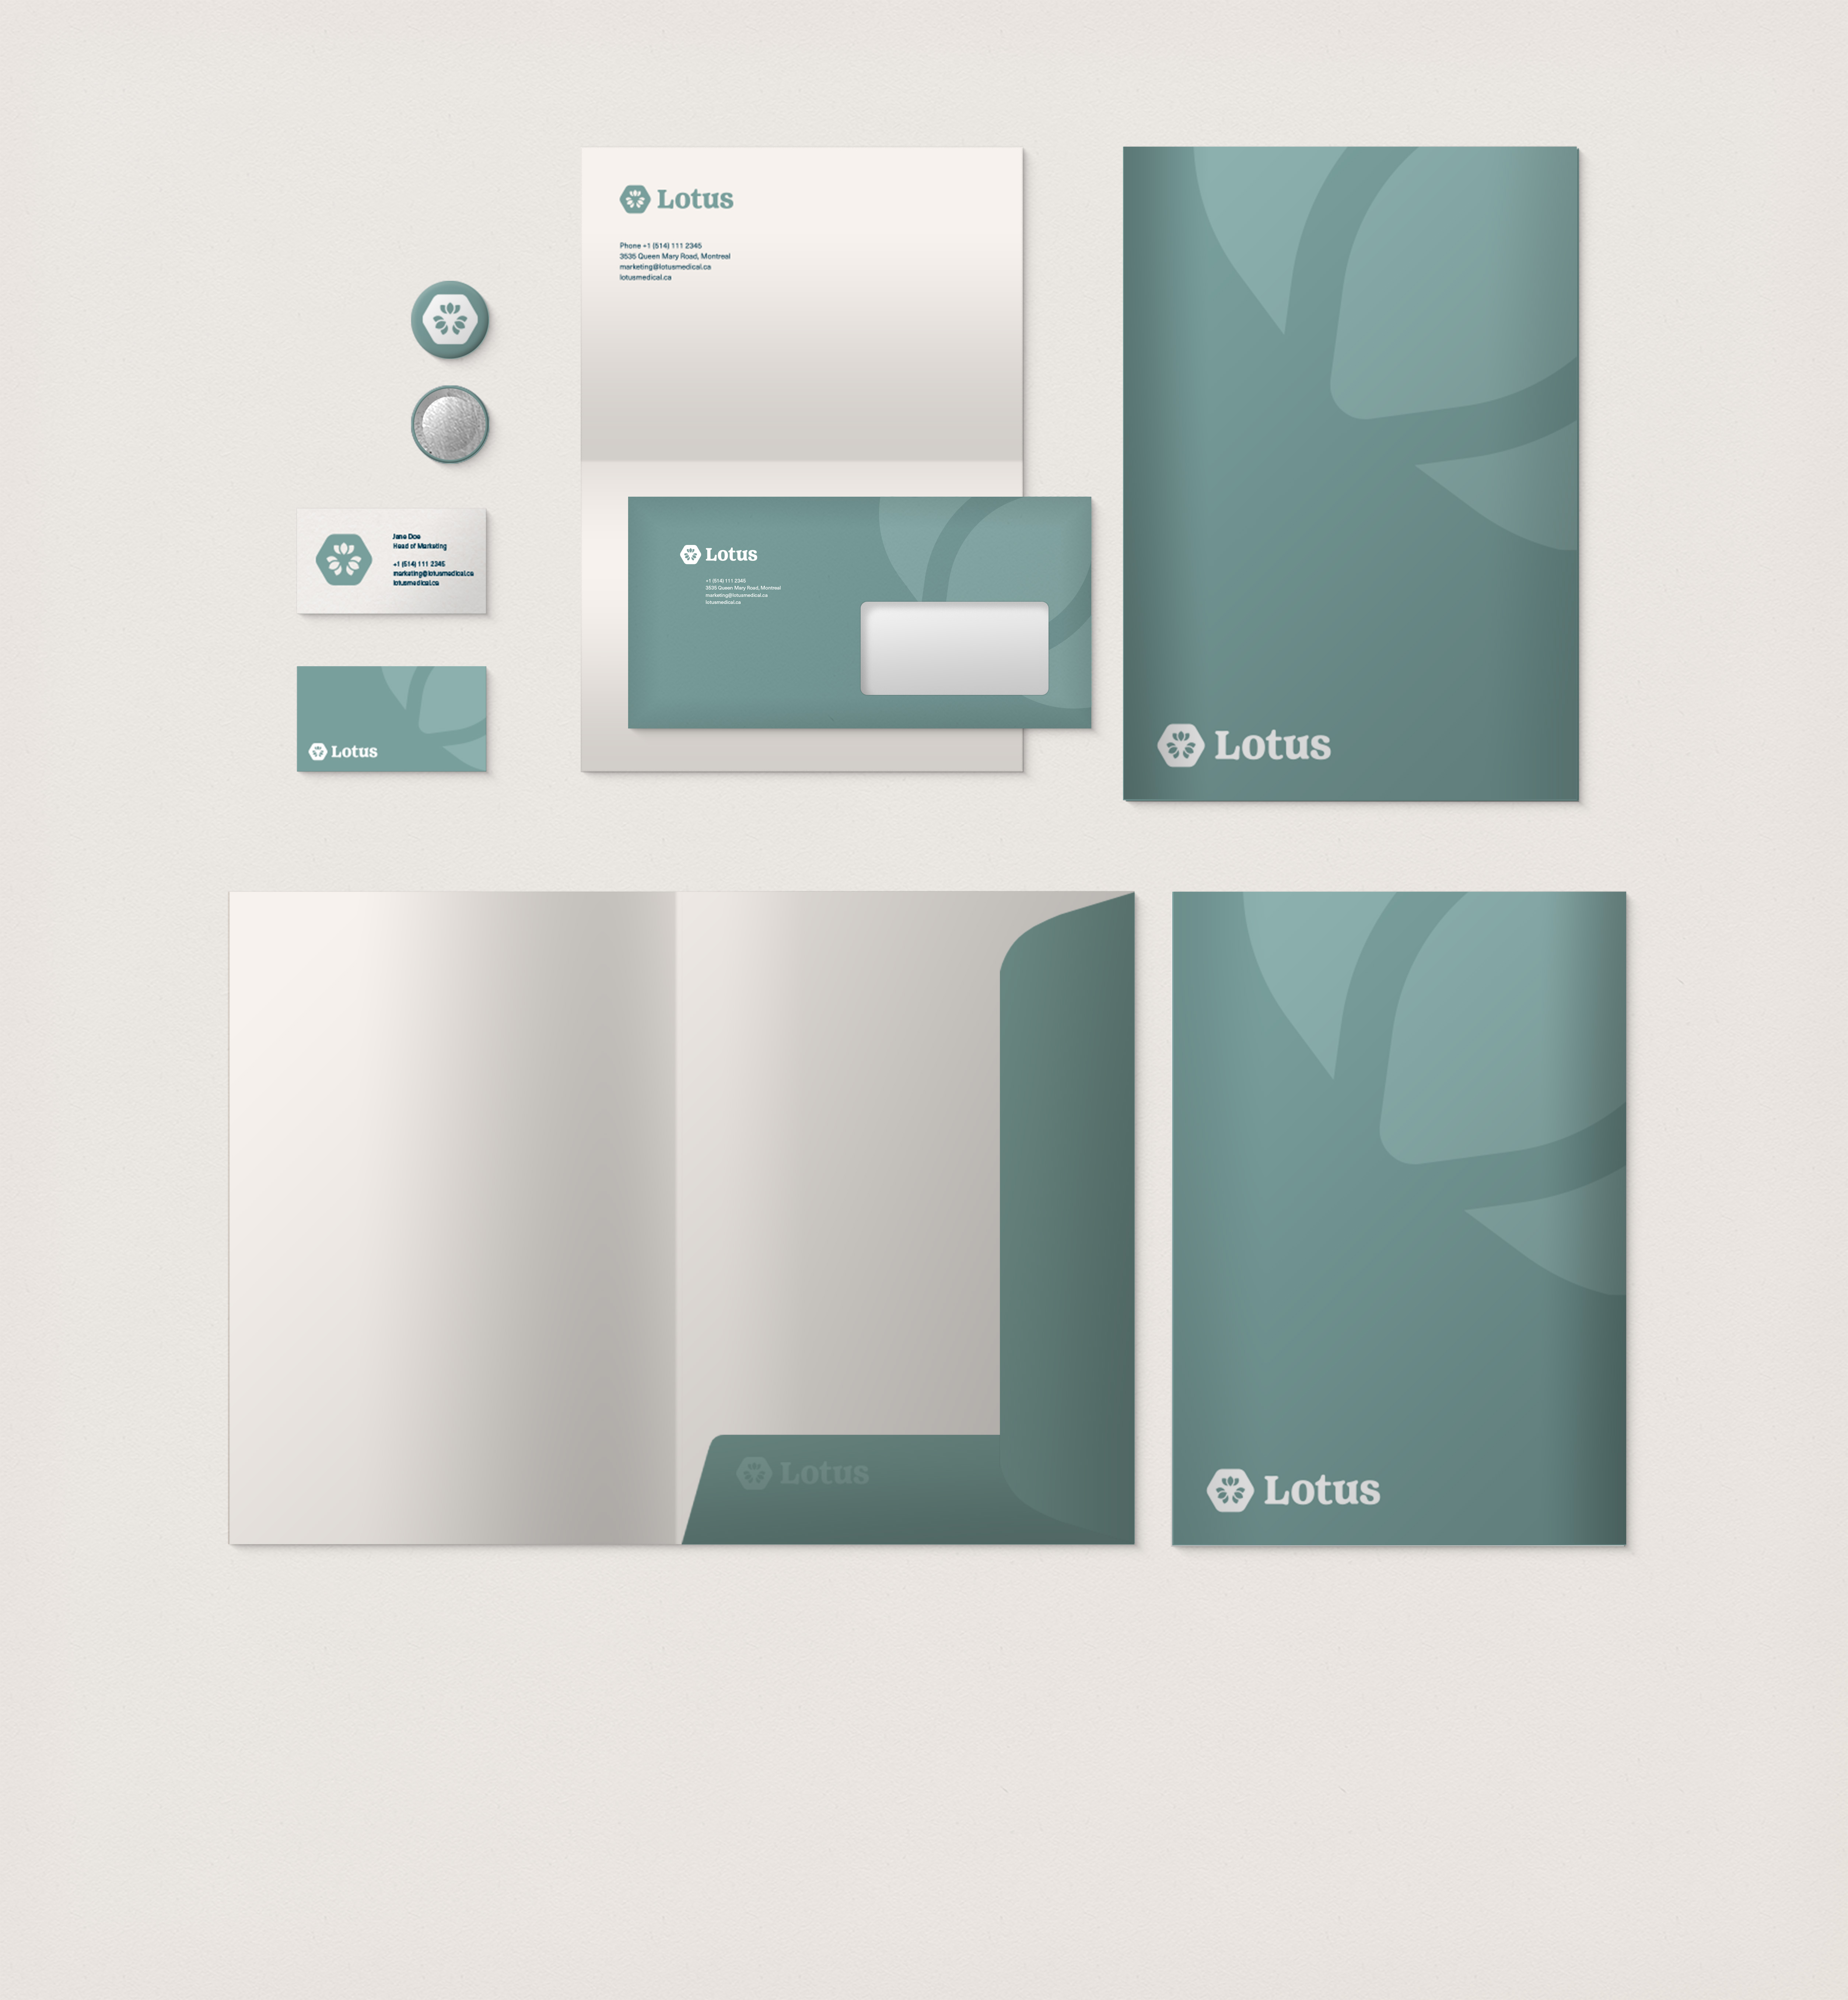 Lotus
Phone +1 (514) 111 2345
3535 Queen Mary Road, Montreal
marketing@lotusmedical.ca
lotusmedical.ca
Jane Doe
Head of Marketing
+1 (514) 111 2345
marketing@lotusmedical.ca
lotusmedical.ca
Lotus
+1 (514) 111 2345
3535 Queen Mary Road, Montreal
marketing@lotusmedical.ca
lotusmedical.ca
Lotus
Lotus
Lotus
Lotus